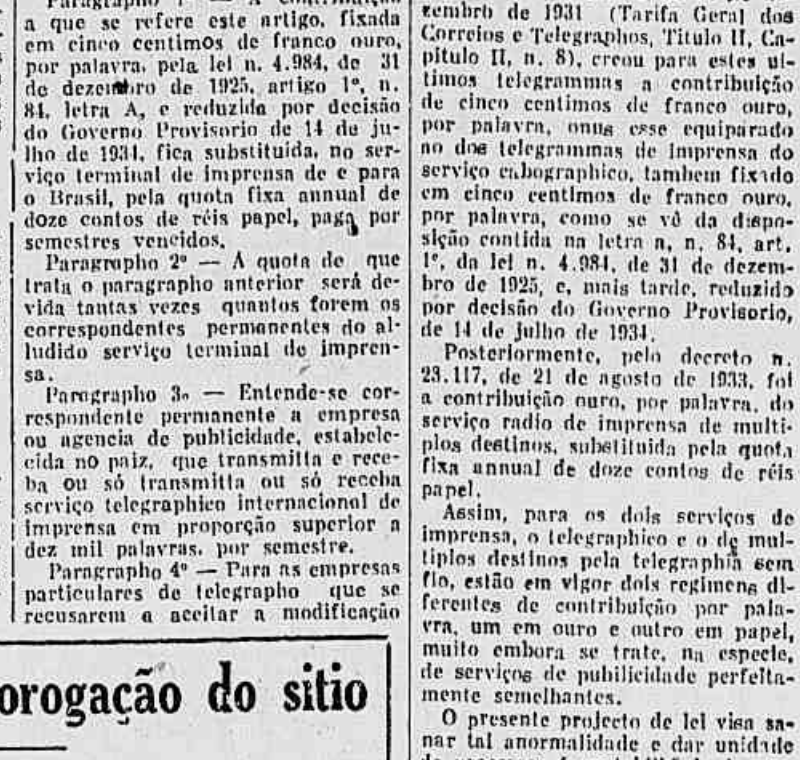 Paragrapho 1º — A contribuição
a que se refere este artigo, fixada
em cinco centimos de franco ouro,
por palavra, pela lei n. 4.984, de 31
de dezembro de 1925, artigo 1º, n.
84, letra A, e reduzida por decisão
do Governo Provisorio de 14 de ju-
lho de 1934, fica substituida, no ser-
viço terminal de imprensa de e para
o Brasil, pela quota fixa annual de
doze contos de réis papel, paga por
semestres vencidos.
Paragrapho 2º — A quota de que
trata o paragrapho anterior será de-
vida tantas vezes quantos forem os
correspondentes permanentes do al-
ludido serviço terminal de impren-
sa.
Paragrapho 3º — Entende-se cor-
respondente permanente a empresa
ou agencia de publicidade, estabele-
cida no paiz, que transmitta e rece-
ba ou só transmitta ou só receba
serviço telegraphico internacional de
imprensa em proporção superior a
dez mil palavras, por semestre.
Paragrapho 4º — Para as empresas
particulares de telegrapho que se
recusarem a aceitar a modificação
orogação do sitio
zembro de 1931 (Tarifa Geral dos
Correios e Telegraphos, Titulo II, Ca-
pitulo II, n. 8), creou para estes ul-
timos telegrammas a contribuição
de cinco centimos de franco ouro,
por palavra, onus esse equiparado
ao dos telegrammas de imprensa do
serviço cabographico, tambem fixado
em cinco centimos de franco ouro,
por palavra, como se vê da dispo-
sição contida na letra a, n. 84, art.
1º, da lei n. 4.984, de 31 de dezem-
bro de 1925, e, mais tarde, reduzido
por decisão do Governo Provisorio,
de 14 de julho de 1934.
Posteriormente, pelo decreto n.
23.117, de 21 de agosto de 1933, foi
a contribuição ouro, por palavra, do
serviço radio de imprensa de multi-
plos destinos, substituida pela quota
fixa annual de doze contos de réis
papel.
Assim, para os dois serviços de
imprensa, o telegraphico e o de mul-
tiplos destinos pela telegraphia sem
fio, estão em vigor dois regimens di-
fferentes de contribuição por pala-
vra, um em ouro e outro em papel,
muito embora se trate, na especie,
de serviços de pubilicidade perfeita-
mente semelhantes.
O presente projecto de lei visa sa-
nar tal anormalidade e dar unidade